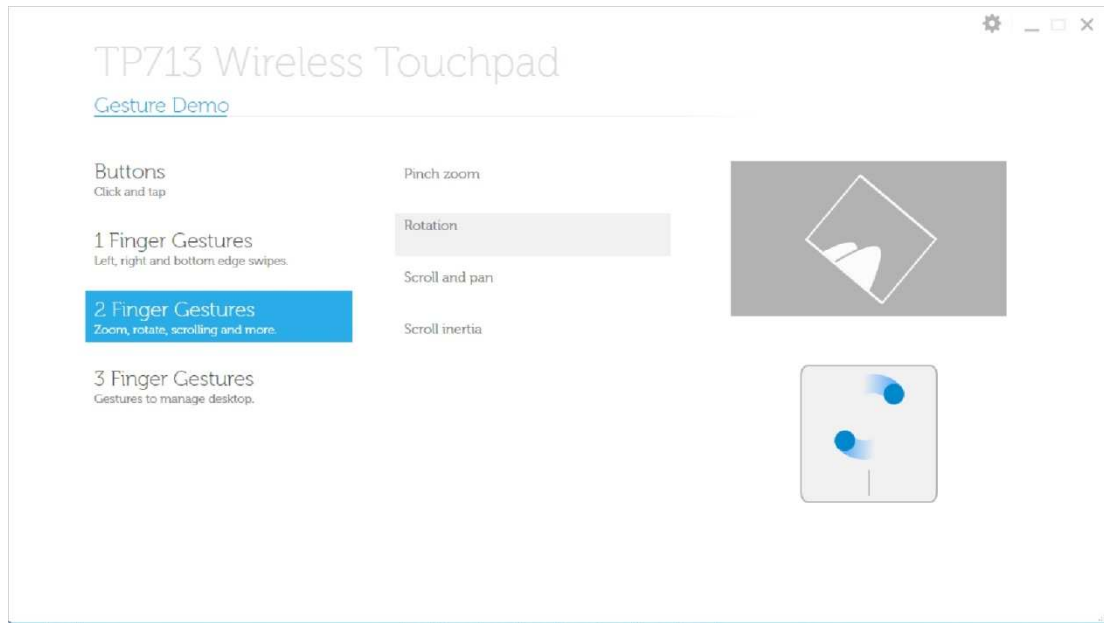 TP713 Wireless Touchpad
Gesture Demo
Buttons
Click and tap
1 Finger Gestures
Left, right and bottom edge swipes.
2 Finger Gestures
Zoom, rotate, scrolling and more.
3 Finger Gestures
Gestures to manage desktop.
Pinch zoom
Rotation
Scroll and pan
Scroll inertia